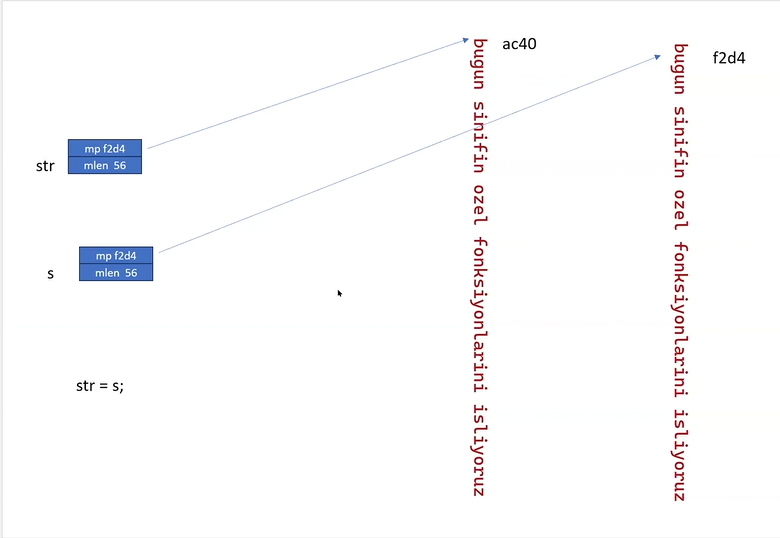 ac40
f2d4
bugun sinifin ozel fonksiyonlarini isliyoruz
bugun sinifin ozel fonksiyonlarini isliyoruz
str
mp f2d4
mlen 56
s
mp f2d4
mlen 56
str = s;